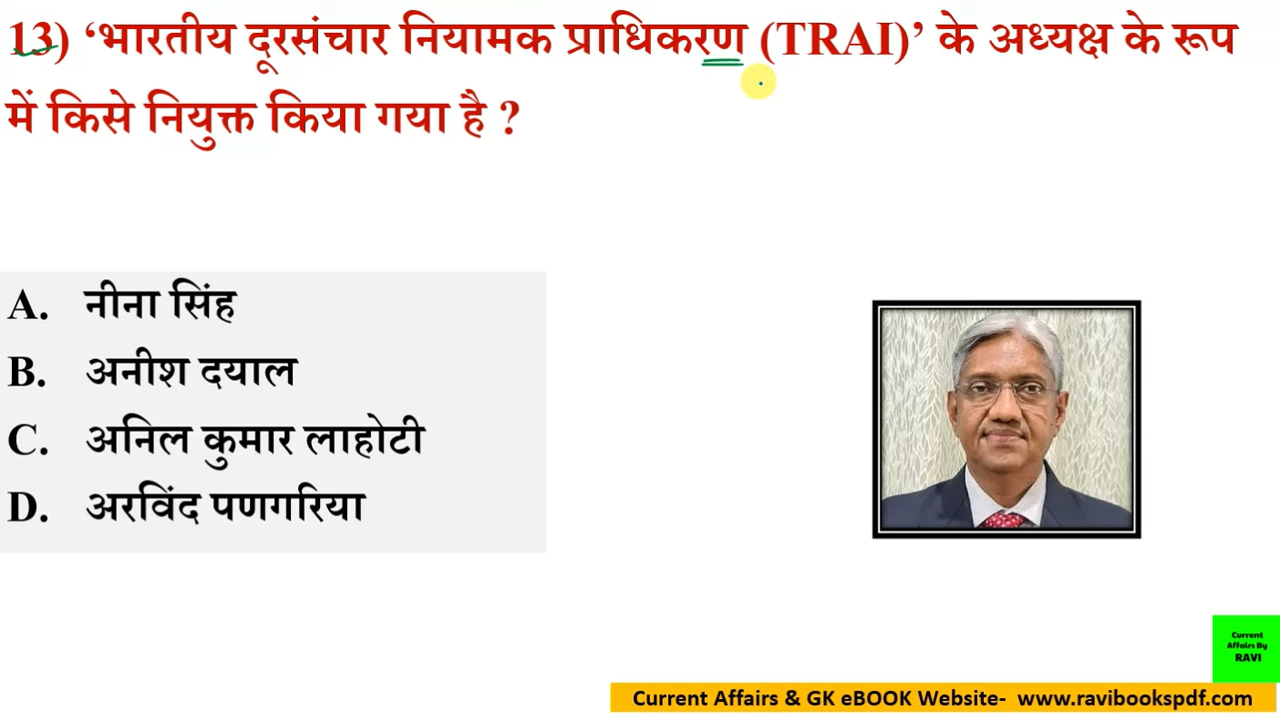 13) ‘भारतीय दूरसंचार नियामक प्राधिकरण (TRAI)’ के अध्यक्ष के रूप
में किसे नियुक्त किया गया है ?
A. नीना सिंह
B. अनीश दयाल
C. अनिल कुमार लाहोटी
D. अरविंद पणगरिया
Current
Affairs By
RAVI
Current Affairs & GK eBOOK Website- www.ravibookspdf.com